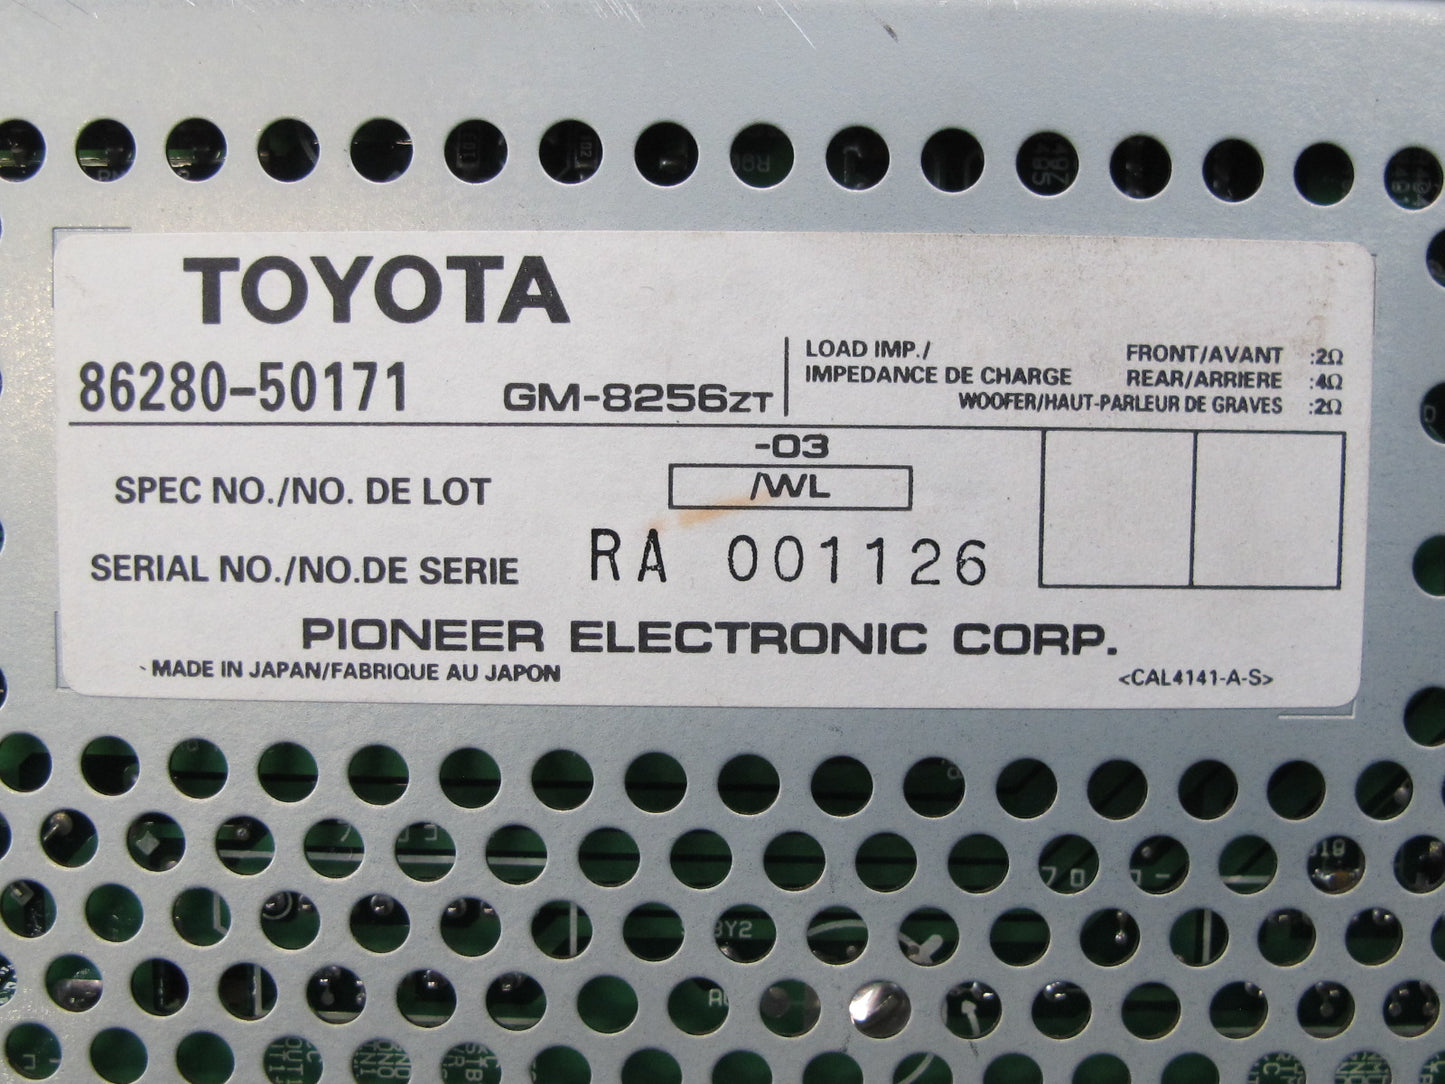 TOYOTA
86280-50171 GM-8256ZT
LOAD IMP./ FRONT/AVANT :2Ω
IMPEDANCE DE CHARGE REAR/ARRIERE :4Ω
WOOFER/HAUT-PARLEUR DE GRAVES :2Ω
-03
SPEC NO./NO. DE LOT /WL
SERIAL NO./NO.DE SERIE RA 001126
PIONEER ELECTRONIC CORP.
MADE IN JAPAN/FABRIQUE AU JAPON <CAL4141-A-S>